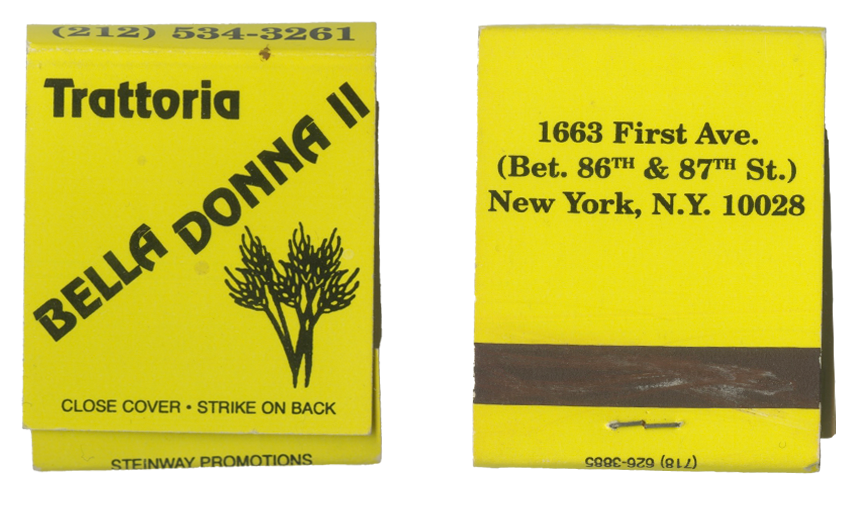 (212) 534-3261
Trattoria
BELLA DONNA II
CLOSE COVER • STRIKE ON BACK
STEINWAY PROMOTIONS
1663 First Ave.
(Bet. 86TH & 87TH St.)
New York, N.Y. 10028
(718) 626-3885